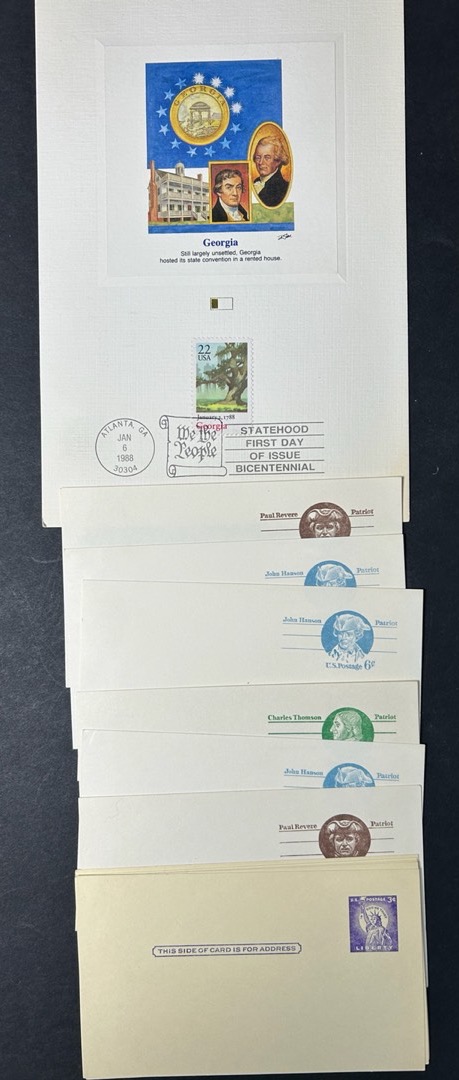 GEORGIA
Georgia
Still largely unsettled, Georgia
hosted its state convention in a rented house.
22
USA
January 2, 1788
Georgia
ATLANTA, GA
JAN
6
1988
30304
We the
People
STATEHOOD
FIRST DAY
OF ISSUE
BICENTENNIAL
Paul Revere Patriot
John Hanson Patriot
John Hanson Patriot
U.S. Postage 6¢
Charles Thomson Patriot
John Hanson Patriot
Paul Revere Patriot
U.S. POSTAGE 3¢
LIBERTY
THIS SIDE OF CARD IS FOR ADDRESS